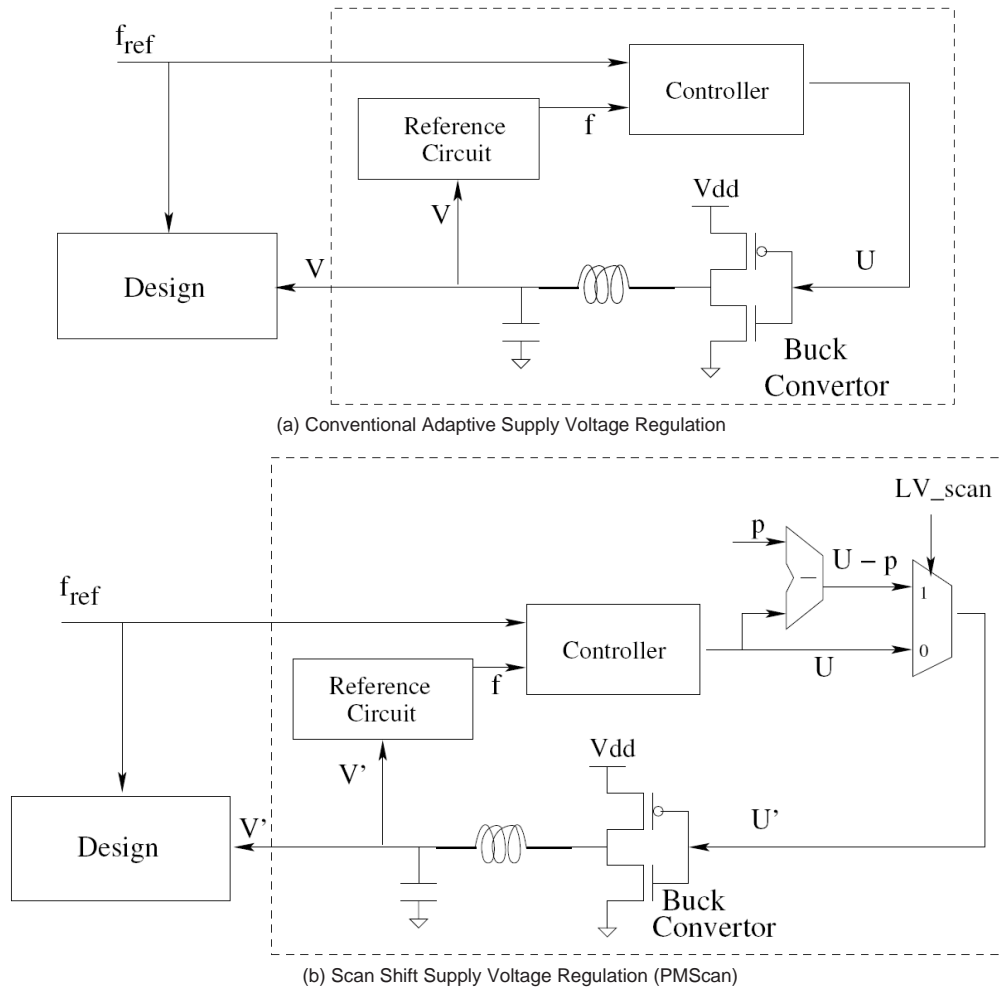 f_ref
Controller
Reference
Circuit
f
Vdd
V
V
U
Design
Buck
Convertor
(a) Conventional Adaptive Supply Voltage Regulation
LV_scan
p
U − p
f_ref
1
Controller
0
U
Reference
Circuit
f
Vdd
V'
U'
V'
Design
Buck
Convertor
(b) Scan Shift Supply Voltage Regulation (PMScan)